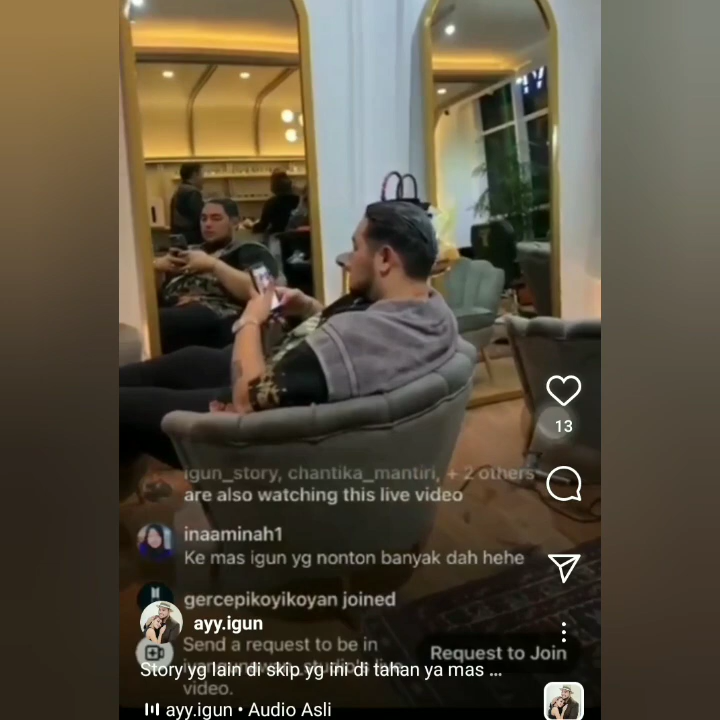 igun_story, chantika_mantiri, + 2 others
are also watching this live video
inaaminah1
Ke mas igun yg nonton banyak dah hehe
gercepikoyikoyan joined
ayy.igun
Send a request to be in
Request to Join
Story yg lain di skip yg ini di tahan ya mas ...
video.
ayy.igun • Audio Asli
13